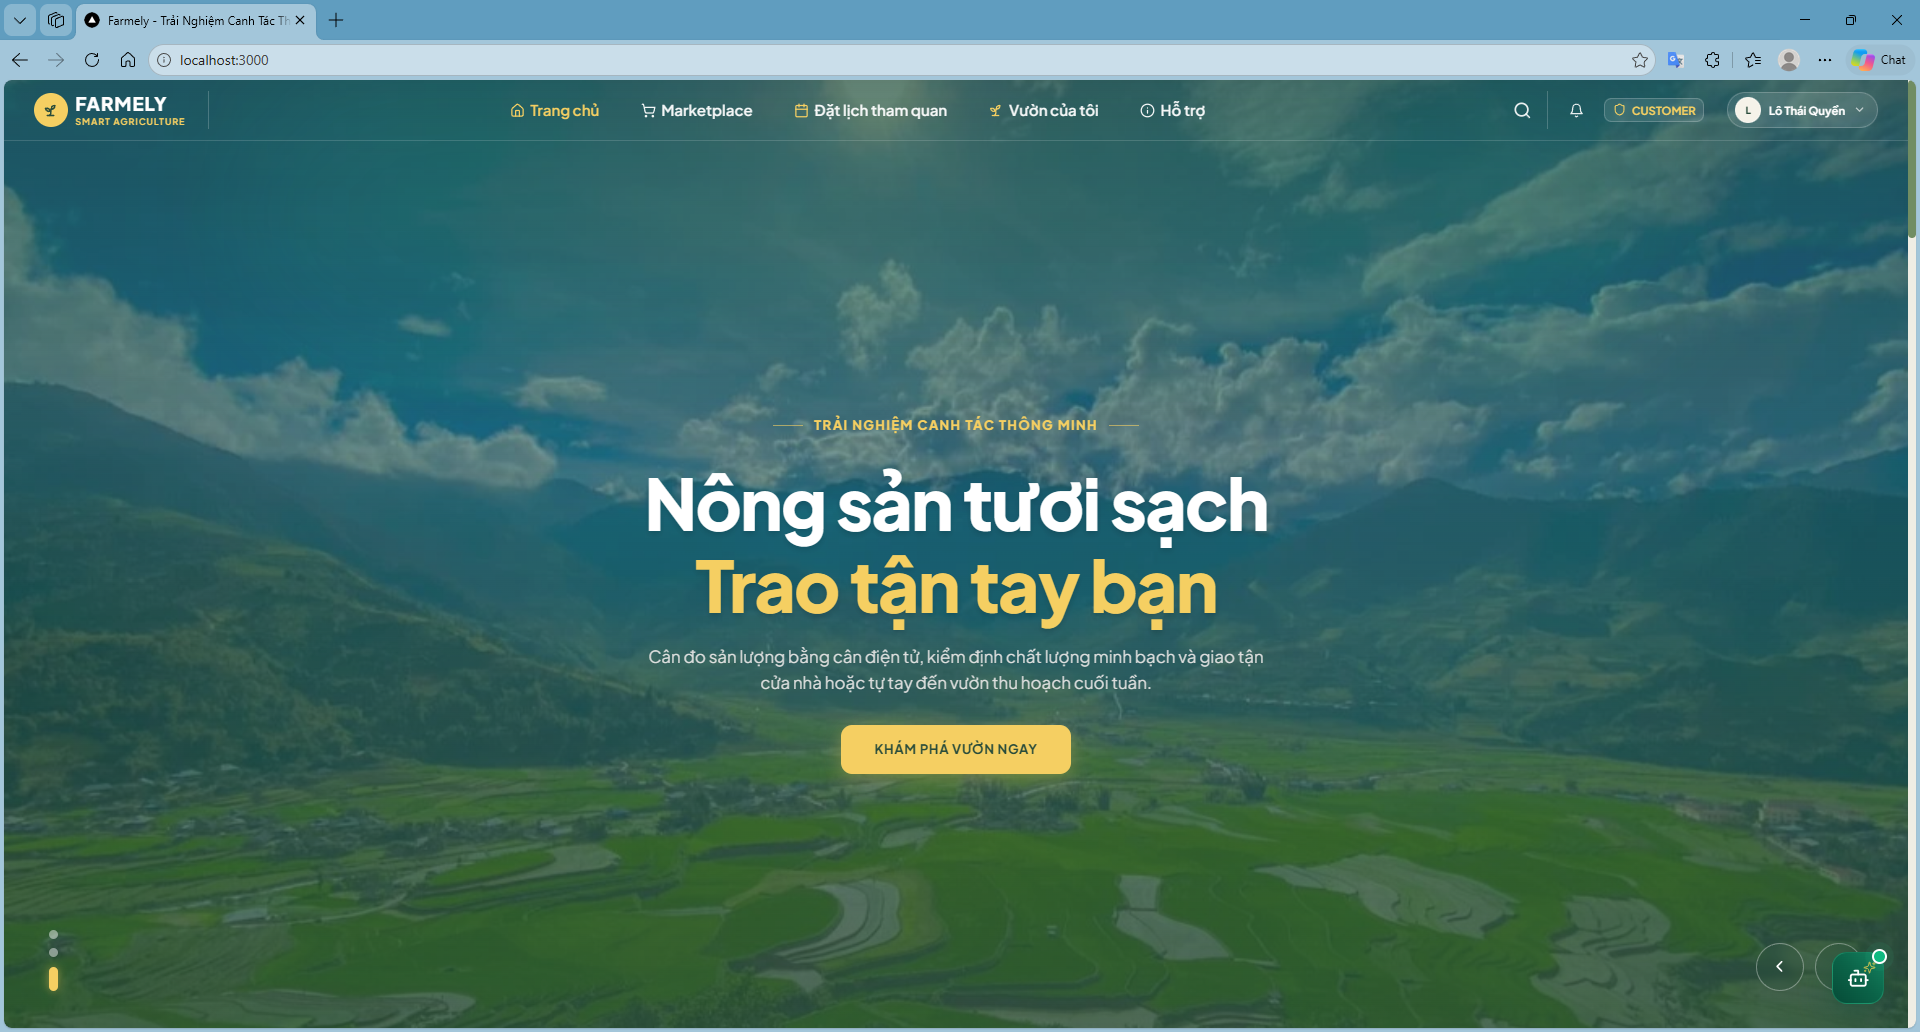 Farmely - Trải Nghiệm Canh Tác Th
localhost:3000
Chat
FARMELY
SMART AGRICULTURE
Trang chủ
Marketplace
Đặt lịch tham quan
Vườn của tôi
Hỗ trợ
CUSTOMER
L
Lô Thái Quyền
TRẢI NGHIỆM CANH TÁC THÔNG MINH
Nông sản tươi sạch
Trao tận tay bạn
Cân đo sản lượng bằng cân điện tử, kiểm định chất lượng minh bạch và giao tận
cửa nhà hoặc tự tay đến vườn thu hoạch cuối tuần.
KHÁM PHÁ VƯỜN NGAY